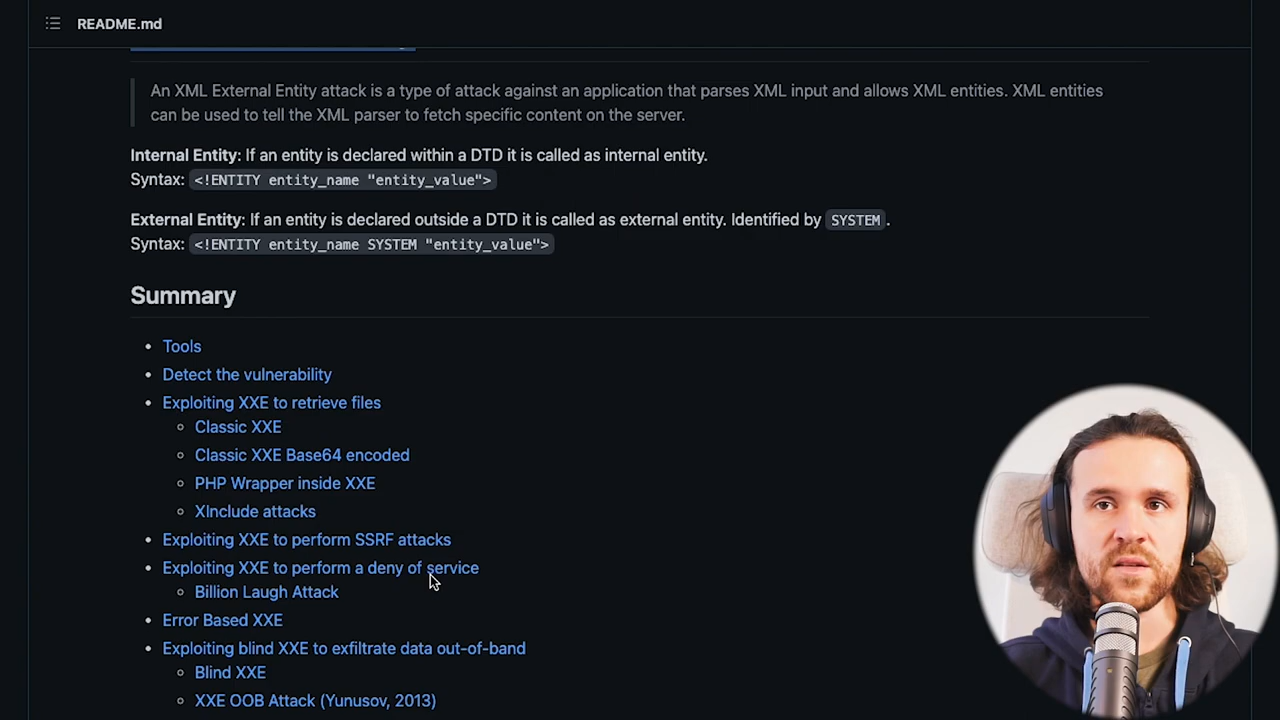 README.md
An XML External Entity attack is a type of attack against an application that parses XML input and allows XML entities. XML entities
can be used to tell the XML parser to fetch specific content on the server.
Internal Entity: If an entity is declared within a DTD it is called as internal entity.
Syntax: <!ENTITY entity_name "entity_value">
External Entity: If an entity is declared outside a DTD it is called as external entity. Identified by SYSTEM.
Syntax: <!ENTITY entity_name SYSTEM "entity_value">
Summary
Tools
Detect the vulnerability
Exploiting XXE to retrieve files
Classic XXE
Classic XXE Base64 encoded
PHP Wrapper inside XXE
XInclude attacks
Exploiting XXE to perform SSRF attacks
Exploiting XXE to perform a deny of service
Billion Laugh Attack
Error Based XXE
Exploiting blind XXE to exfiltrate data out-of-band
Blind XXE
XXE OOB Attack (Yunusov, 2013)